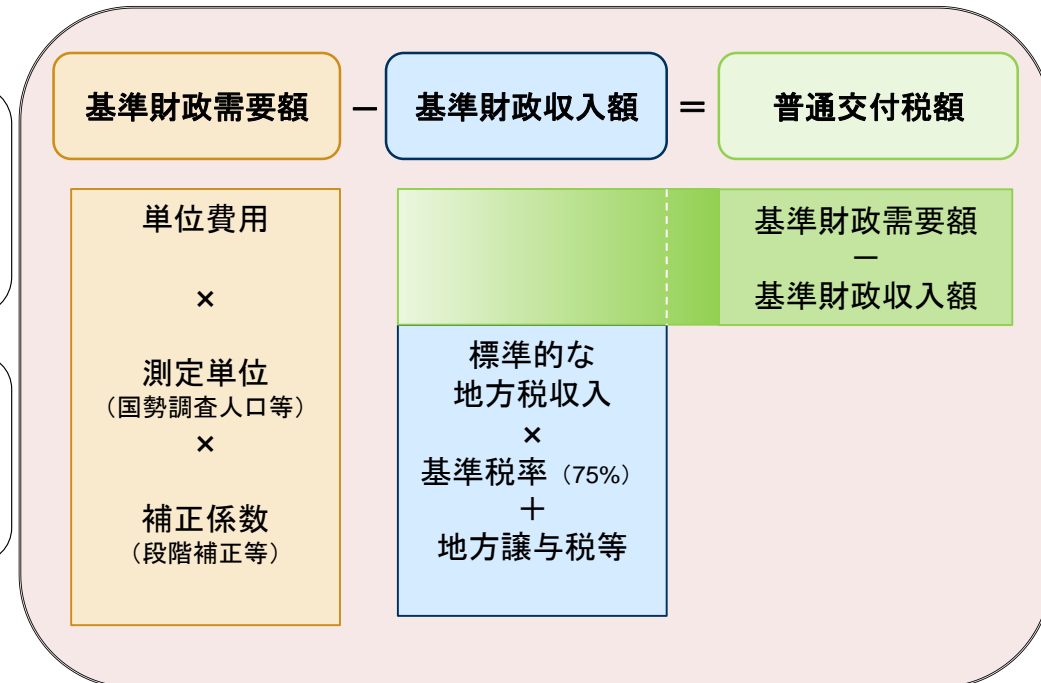 基準財政需要額 － 基準財政収入額 ＝ 普通交付税額
単位費用
×
測定単位
（国勢調査人口等）
×
補正係数
（段階補正等）
標準的な
地方税収入
×
基準税率（75%）
＋
地方譲与税等
基準財政需要額
－
基準財政収入額